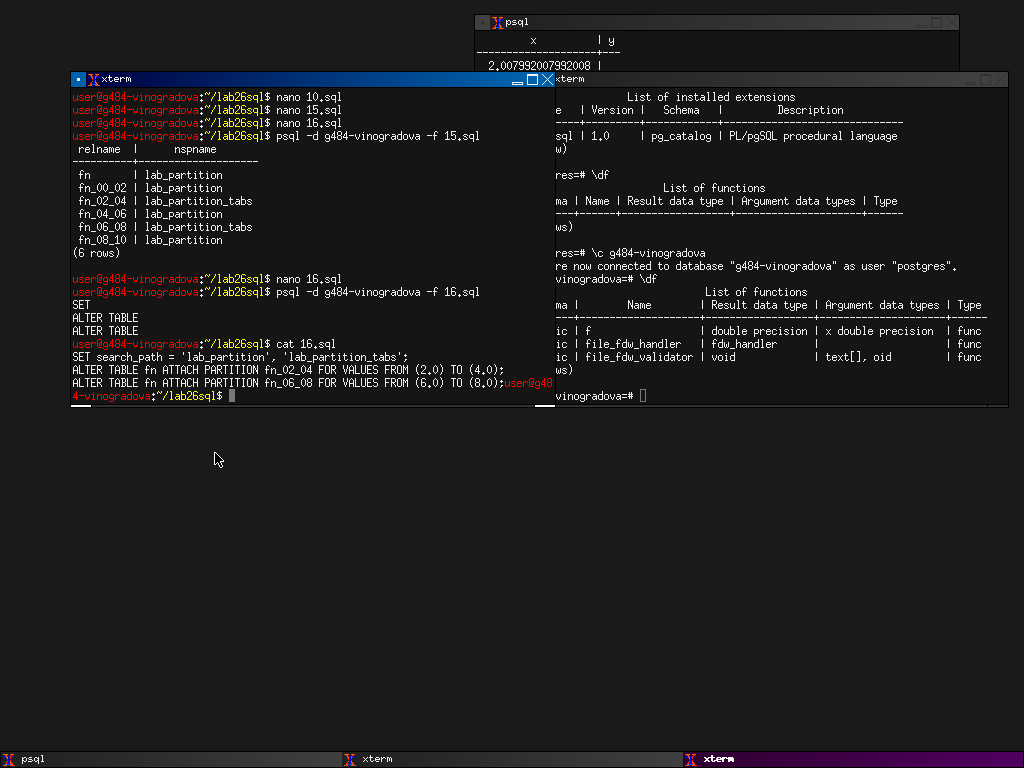 psql
x | y
--------------------+---
2.007992007992008 |
xterm
user@g484-vinogradova:~/lab26sql$ nano 10.sql
user@g484-vinogradova:~/lab26sql$ nano 15.sql
user@g484-vinogradova:~/lab26sql$ nano 16.sql
user@g484-vinogradova:~/lab26sql$ psql -d g484-vinogradova -f 15.sql
relname | nspname
----------+--------------------
fn | lab_partition
fn_00_02 | lab_partition
fn_02_04 | lab_partition_tabs
fn_04_06 | lab_partition
fn_06_08 | lab_partition_tabs
fn_08_10 | lab_partition
(6 rows)
user@g484-vinogradova:~/lab26sql$ nano 16.sql
user@g484-vinogradova:~/lab26sql$ psql -d g484-vinogradova -f 16.sql
SET
ALTER TABLE
ALTER TABLE
user@g484-vinogradova:~/lab26sql$ cat 16.sql
SET search_path = 'lab_partition', 'lab_partition_tabs';
ALTER TABLE fn ATTACH PARTITION fn_02_04 FOR VALUES FROM (2.0) TO (4.0);
ALTER TABLE fn ATTACH PARTITION fn_06_08 FOR VALUES FROM (6.0) TO (8.0);user@g48
4-vinogradova:~/lab26sql$
xterm
List of installed extensions
e | Version | Schema | Description
---+---------+------------+------------------------------
sql | 1.0 | pg_catalog | PL/pgSQL procedural language
w)
res=# \df
List of functions
ma | Name | Result data type | Argument data types | Type
---+------+------------------+---------------------+------
ws)
res=# \c g484-vinogradova
re now connected to database "g484-vinogradova" as user "postgres".
vinogradova=# \df
List of functions
ma | Name | Result data type | Argument data types | Type
---+--------------------+------------------+---------------------+------
ic | f | double precision | x double precision | func
ic | file_fdw_handler | fdw_handler | | func
ic | file_fdw_validator | void | text[], oid | func
ws)
vinogradova=#
psql
xterm
xterm